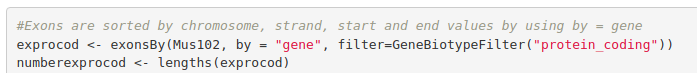 #Exons are sorted by chromosome, strand, start and end values by using by = gene
exprocod <- exonsBy(Mus102, by = "gene", filter=GeneBiotypeFilter("protein_coding"))
numberexprocod <- lengths(exprocod)